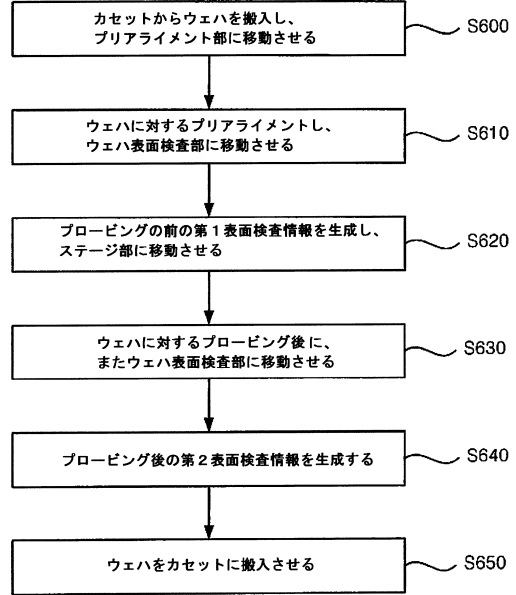 カセットからウェハを搬入し、
プリアライメント部に移動させる
S600
ウェハに対するプリアライメントし、
ウェハ表面検査部に移動させる
S610
プロービングの前の第1表面検査情報を生成し、
ステージ部に移動させる
S620
ウェハに対するプロービング後に、
またウェハ表面検査部に移動させる
S630
プロービング後の第2表面検査情報を生成する
S640
ウェハをカセットに搬入させる
S650